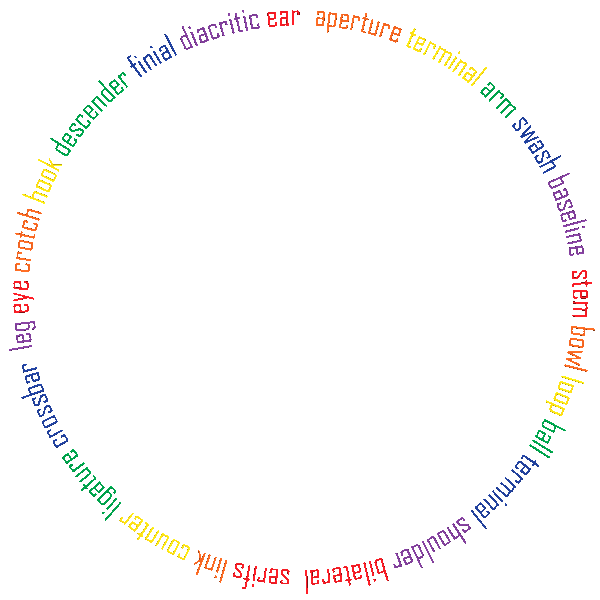 aperture terminal arm swash baseline stem bowl loop ball terminal shoulder bilateral serifs link counter ligature crossbar leg eye crotch hook descender finial diacritic ear